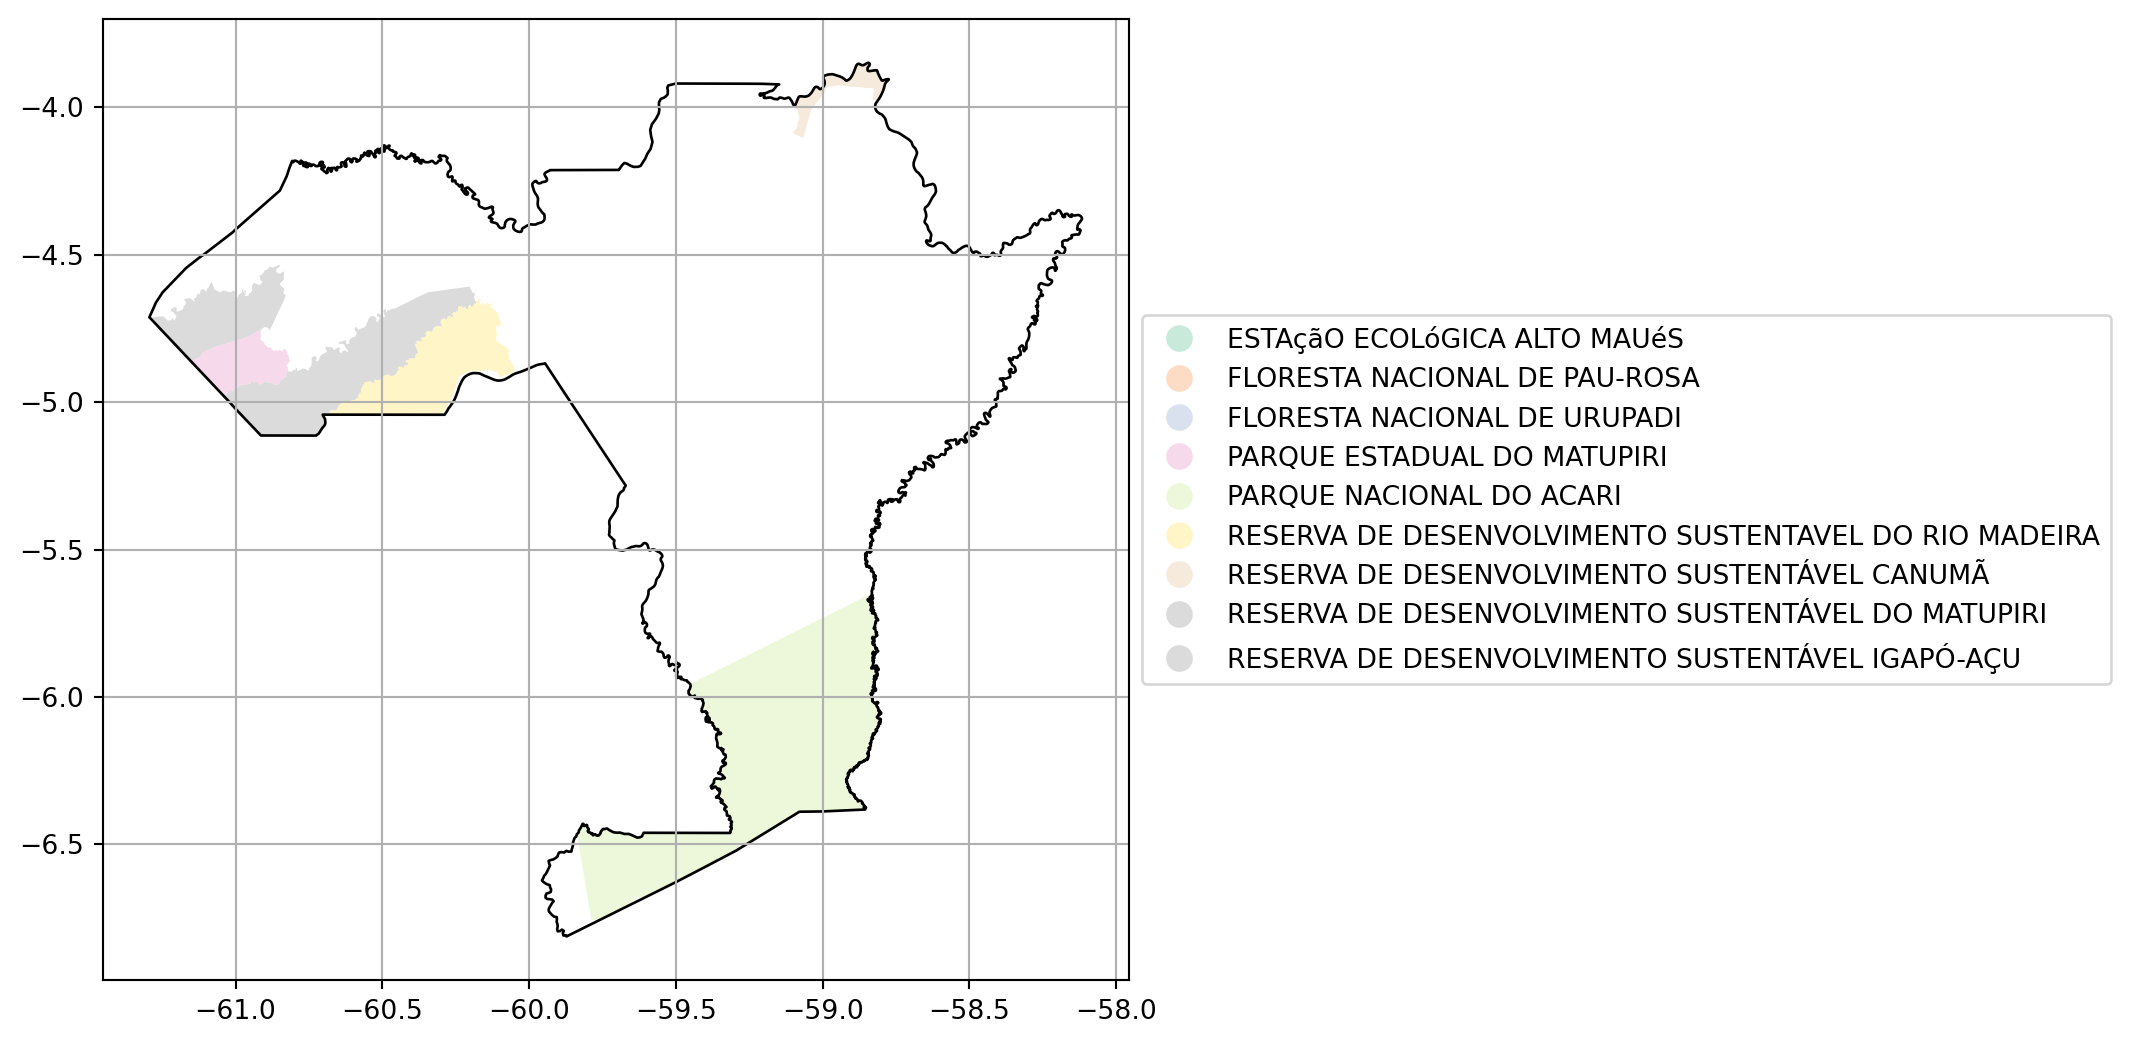 −4.0
−4.5
−5.0
−5.5
−6.0
−6.5
−61.0 −60.5 −60.0 −59.5 −59.0 −58.5 −58.0
ESTAçãO ECOLóGICA ALTO MAUéS
FLORESTA NACIONAL DE PAU-ROSA
FLORESTA NACIONAL DE URUPADI
PARQUE ESTADUAL DO MATUPIRI
PARQUE NACIONAL DO ACARI
RESERVA DE DESENVOLVIMENTO SUSTENTAVEL DO RIO MADEIRA
RESERVA DE DESENVOLVIMENTO SUSTENTÁVEL CANUMÃ
RESERVA DE DESENVOLVIMENTO SUSTENTÁVEL DO MATUPIRI
RESERVA DE DESENVOLVIMENTO SUSTENTÁVEL IGAPÓ-AÇU